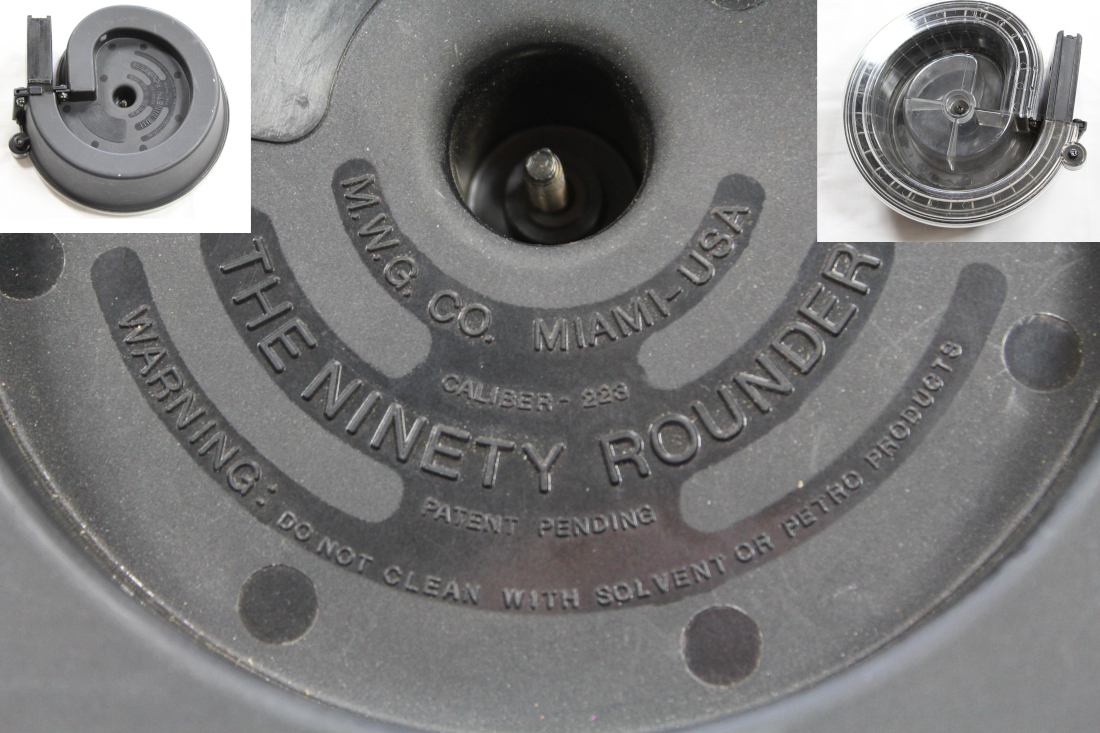 M.W.G. CO. MIAMI-USA
CALIBER - 223
THE NINETY ROUNDER
PATENT PENDING
WARNING: DO NOT CLEAN WITH SOLVENT OR PETRO PRODUCTS